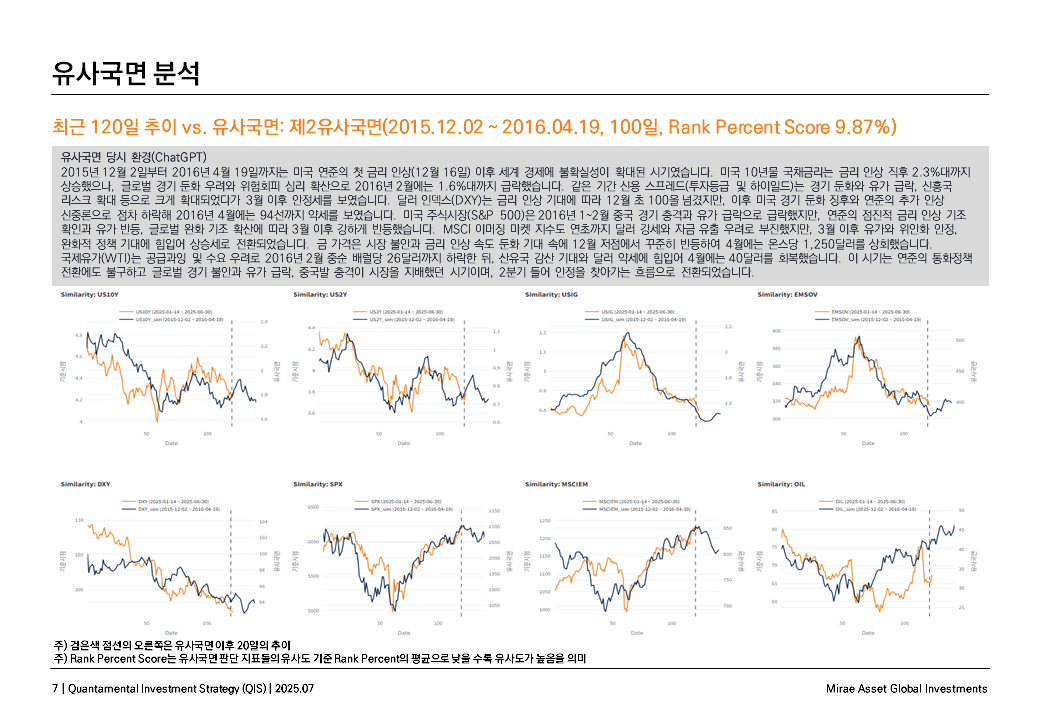 유사국면 분석
최근 120일 추이 vs. 유사국면: 제2유사국면(2015.12.02 ~ 2016.04.19, 100일, Rank Percent Score 9.87%)
유사국면 당시 환경(ChatGPT)
2015년 12월 2일부터 2016년 4월 19일까지는 미국 연준의 첫 금리 인상(12월 16일) 이후 세계 경제에 불확실성이 확대된 시기였습니다. 미국 10년물 국채금리는 금리 인상 직후 2.3%대까지
상승했으나, 글로벌 경기 둔화 우려와 위험회피 심리 확산으로 2016년 2월에는 1.6%대까지 급락했습니다. 같은 기간 신용 스프레드(투자등급 및 하이일드)는 경기 둔화와 유가 급락, 신흥국
리스크 확대 등으로 크게 확대되었다가 3월 이후 안정세를 보였습니다. 달러 인덱스(DXY)는 금리 인상 기대에 따라 12월 초 100을 넘겼지만, 이후 미국 경기 둔화 징후와 연준의 추가 인상
신중론으로 점차 하락해 2016년 4월에는 94선까지 약세를 보였습니다. 미국 주식시장(S&P 500)은 2016년 1~2월 중국 경기 충격과 유가 급락으로 급락했지만, 연준의 점진적 금리 인상 기조
확인과 유가 반등, 글로벌 완화 기조 확산에 따라 3월 이후 강하게 반등했습니다. MSCI 이머징 마켓 지수도 연초까지 달러 강세와 자금 유출 우려로 부진했지만, 3월 이후 유가와 위안화 안정,
완화적 정책 기대에 힘입어 상승세로 전환되었습니다. 금 가격은 시장 불안과 금리 인상 속도 둔화 기대 속에 12월 저점에서 꾸준히 반등하여 4월에는 온스당 1,250달러를 상회했습니다.
국제유가(WTI)는 공급과잉 및 수요 우려로 2016년 2월 중순 배럴당 26달러까지 하락한 뒤, 산유국 감산 기대와 달러 약세에 힘입어 4월에는 40달러를 회복했습니다. 이 시기는 연준의 통화정책
전환에도 불구하고 글로벌 경기 불안과 유가 급락, 중국발 충격이 시장을 지배했던 시기이며, 2분기 들어 안정을 찾아가는 흐름으로 전환되었습니다.
Similarity: US10Y
US10Y (2025-01-14 ~ 2025-06-30)
US10Y_sim (2015-12-02 ~ 2016-04-19)
4.8
4.6
4.4
4.2
4
2.4
2.2
2
1.8
1.6
기준시점
유사국면
50
100
Date
Similarity: US2Y
US2Y (2025-01-14 ~ 2025-06-30)
US2Y_sim (2015-12-02 ~ 2016-04-19)
4.4
4.2
4
3.8
3.6
1.1
1
0.9
0.8
0.7
0.6
기준시점
유사국면
50
100
Date
Similarity: USIG
USIG (2025-01-14 ~ 2025-06-30)
USIG_sim (2015-12-02 ~ 2016-04-19)
1.2
1.1
1
0.9
0.8
2.2
2
1.8
1.6
기준시점
유사국면
50
100
Date
Similarity: EMSOV
EMSOV (2025-01-14 ~ 2025-06-30)
EMSOV_sim (2015-12-02 ~ 2016-04-19)
400
380
360
340
320
300
500
450
400
기준시점
유사국면
50
100
Date
Similarity: DXY
DXY (2025-01-14 ~ 2025-06-30)
DXY_sim (2015-12-02 ~ 2016-04-19)
110
105
100
104
102
100
98
96
94
기준시점
유사국면
50
100
Date
Similarity: SPX
SPX (2025-01-14 ~ 2025-06-30)
SPX_sim (2015-12-02 ~ 2016-04-19)
6500
6000
5500
5000
2150
2100
2050
2000
1950
1900
1850
기준시점
유사국면
50
100
Date
Similarity: MSCIEM
MSCIEM (2025-01-14 ~ 2025-06-30)
MSCIEM_sim (2015-12-02 ~ 2016-04-19)
1250
1200
1150
1100
1050
1000
850
800
750
700
기준시점
유사국면
50
100
Date
Similarity: OIL
OIL (2025-01-14 ~ 2025-06-30)
OIL_sim (2015-12-02 ~ 2016-04-19)
85
80
75
70
65
60
50
45
40
35
30
25
기준시점
유사국면
50
100
Date
주) 검은색 점선의 오른쪽은 유사국면 이후 20일의 추이
주) Rank Percent Score는 유사국면 판단 지표들의 유사도 기준 Rank Percent의 평균으로 낮을 수록 유사도가 높음을 의미
7 | Quantamental Investment Strategy (QIS) | 2025.07
Mirae Asset Global Investments